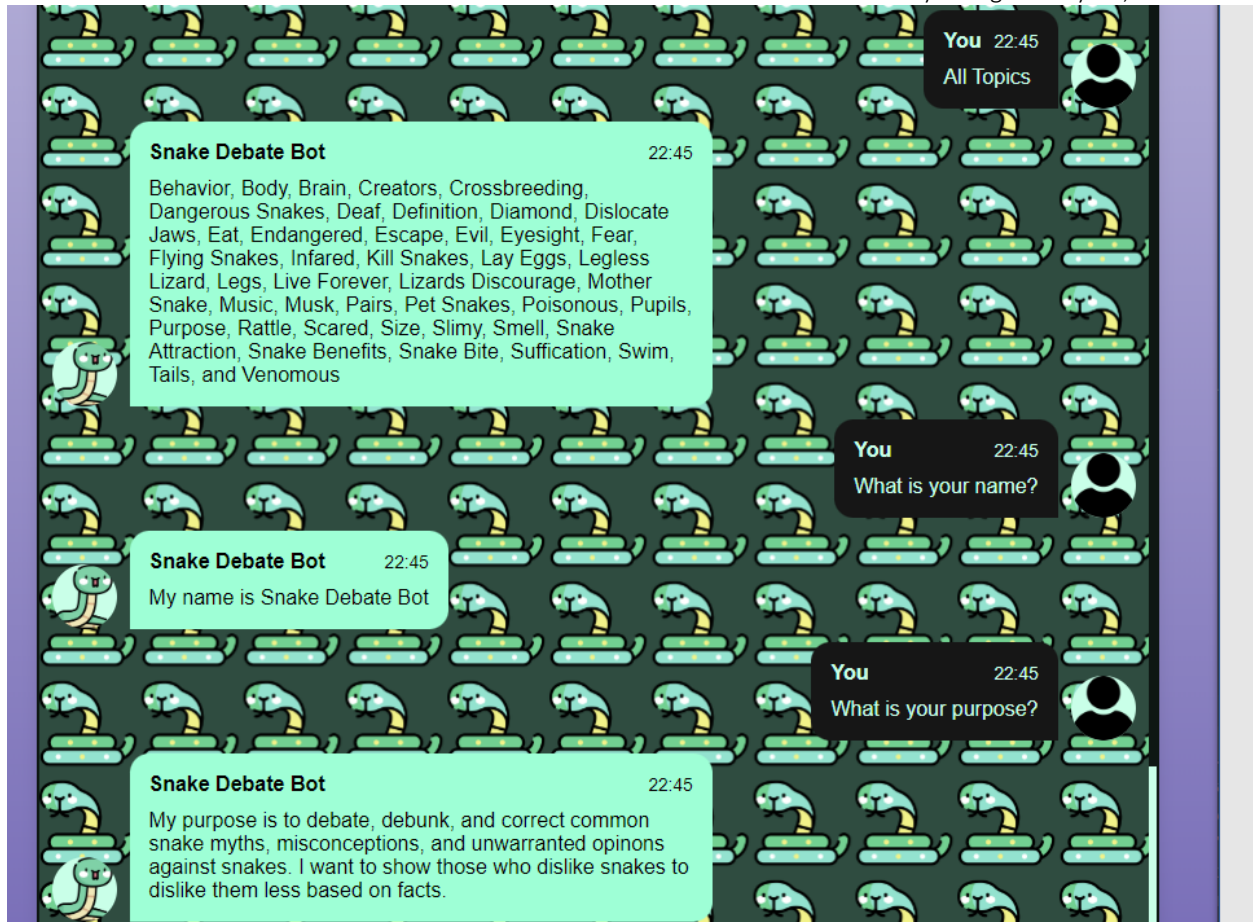 You 22:45
All Topics
Snake Debate Bot 22:45
Behavior, Body, Brain, Creators, Crossbreeding,
Dangerous Snakes, Deaf, Definition, Diamond, Dislocate
Jaws, Eat, Endangered, Escape, Evil, Eyesight, Fear,
Flying Snakes, Infared, Kill Snakes, Lay Eggs, Legless
Lizard, Legs, Live Forever, Lizards Discourage, Mother
Snake, Music, Musk, Pairs, Pet Snakes, Poisonous, Pupils,
Purpose, Rattle, Scared, Size, Slimy, Smell, Snake
Attraction, Snake Benefits, Snake Bite, Suffication, Swim,
Tails, and Venomous
You 22:45
What is your name?
Snake Debate Bot 22:45
My name is Snake Debate Bot
You 22:45
What is your purpose?
Snake Debate Bot 22:45
My purpose is to debate, debunk, and correct common
snake myths, misconceptions, and unwarranted opinons
against snakes. I want to show those who dislike snakes to
dislike them less based on facts.